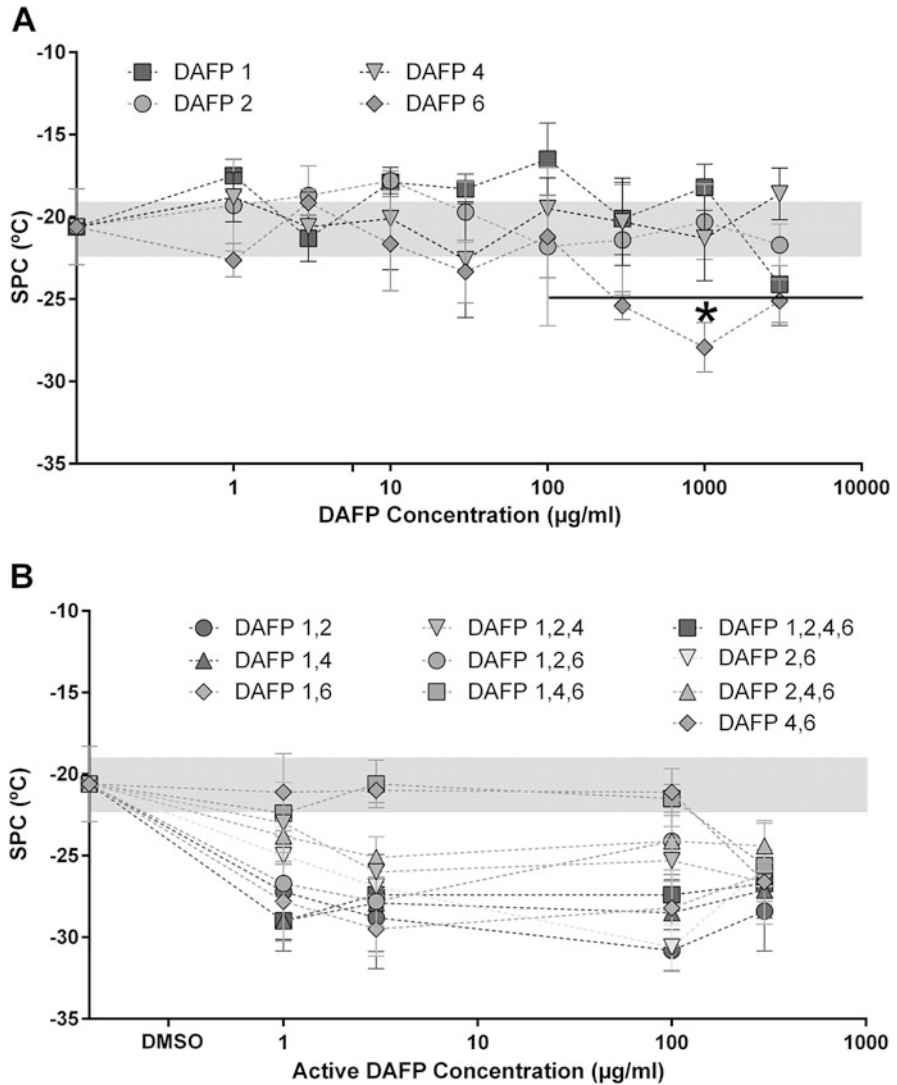 A
-10
DAFP 1
DAFP 4
DAFP 2
DAFP 6
-15
-20
SPC (ºC)
-25
*
-30
-35
1
10
100
1000
10000
DAFP Concentration (µg/ml)
B
-10
DAFP 1,2
DAFP 1,2,4
DAFP 1,2,4,6
DAFP 1,4
DAFP 1,2,6
DAFP 2,6
DAFP 1,6
DAFP 1,4,6
DAFP 2,4,6
DAFP 4,6
-15
-20
SPC (ºC)
-25
-30
-35
DMSO
1
10
100
1000
Active DAFP Concentration (µg/ml)